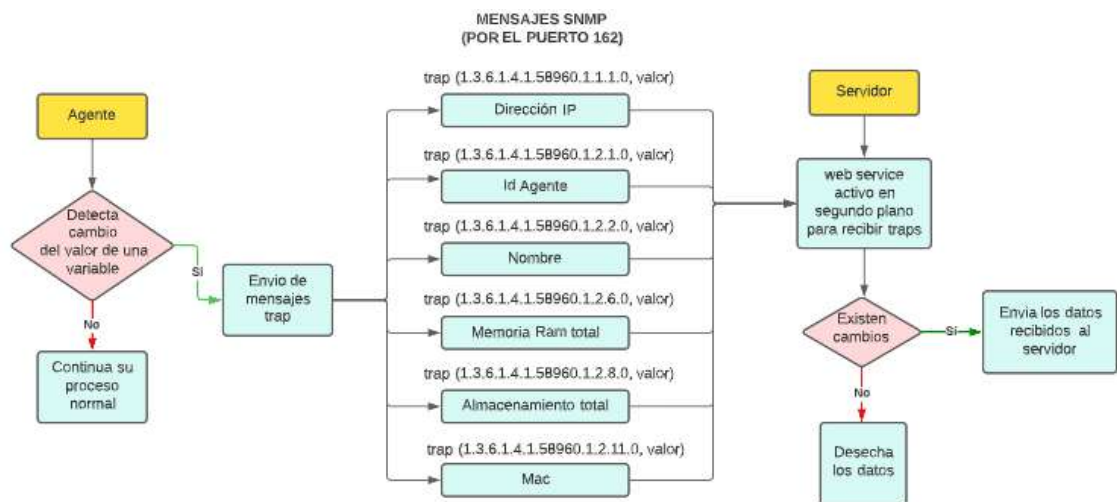 MENSAJES SNMP
(POR EL PUERTO 162)
Agente
Detecta
cambio
del valor de una
variable
Sí
No
Continua su
proceso
normal
Envio de
mensajes
trap
trap (1.3.6.1.4.1.58960.1.1.1.0, valor)
Dirección IP
trap (1.3.6.1.4.1.58960.1.2.1.0, valor)
Id Agente
trap (1.3.6.1.4.1.58960.1.2.2.0, valor)
Nombre
trap (1.3.6.1.4.1.58960.1.2.6.0, valor)
Memoria Ram total
trap (1.3.6.1.4.1.58960.1.2.8.0, valor)
Almacenamiento total
trap (1.3.6.1.4.1.58960.1.2.11.0, valor)
Mac
Servidor
web service
activo en
segundo plano
para recibir traps
Existen
cambios
Sí
No
Envia los datos
recibidos al
servidor
Desecha
los datos